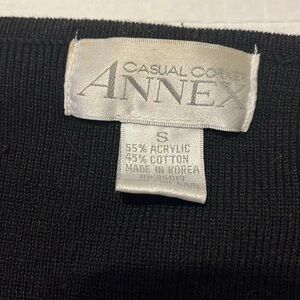 CASUAL CORNER
ANNEX
S
55% ACRYLIC
45% COTTON
MADE IN KOREA